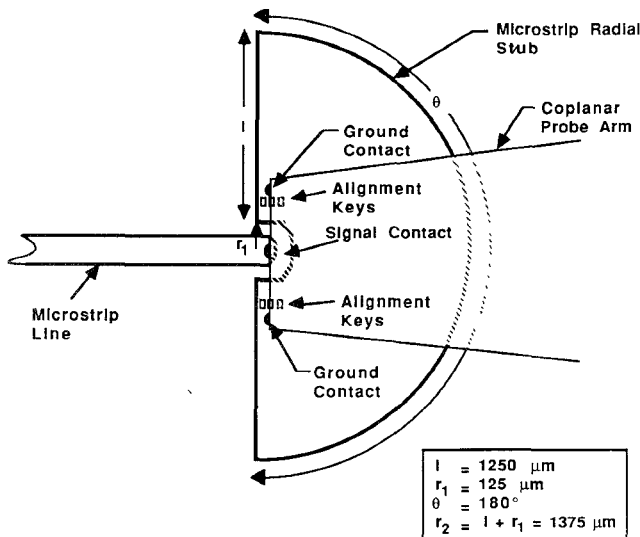 Microstrip Radial
Stub
θ
Coplanar
Probe Arm
Ground
Contact
l
Alignment
Keys
r1
Signal Contact
Microstrip
Line
Alignment
Keys
Ground
Contact
l = 1250 μm
r1 = 125 μm
θ = 180°
r2 = l + r1 = 1375 μm